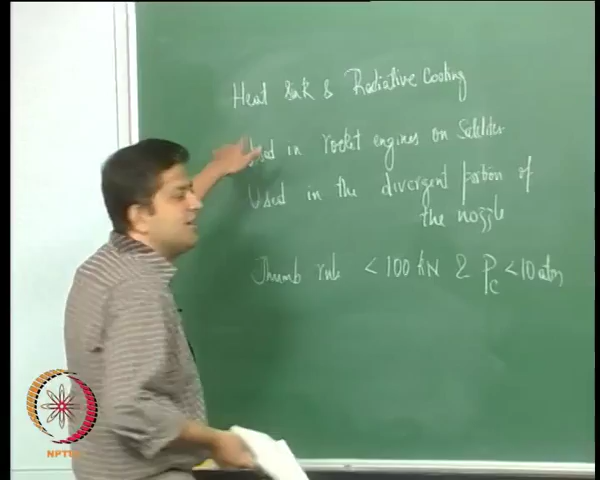 Heat Sink & Radiative Cooling
Used in rocket engines on Satellites
Used in the divergent portion of
the nozzle
Thumb rule < 100 kN & Pc < 10 atm
NPTEL